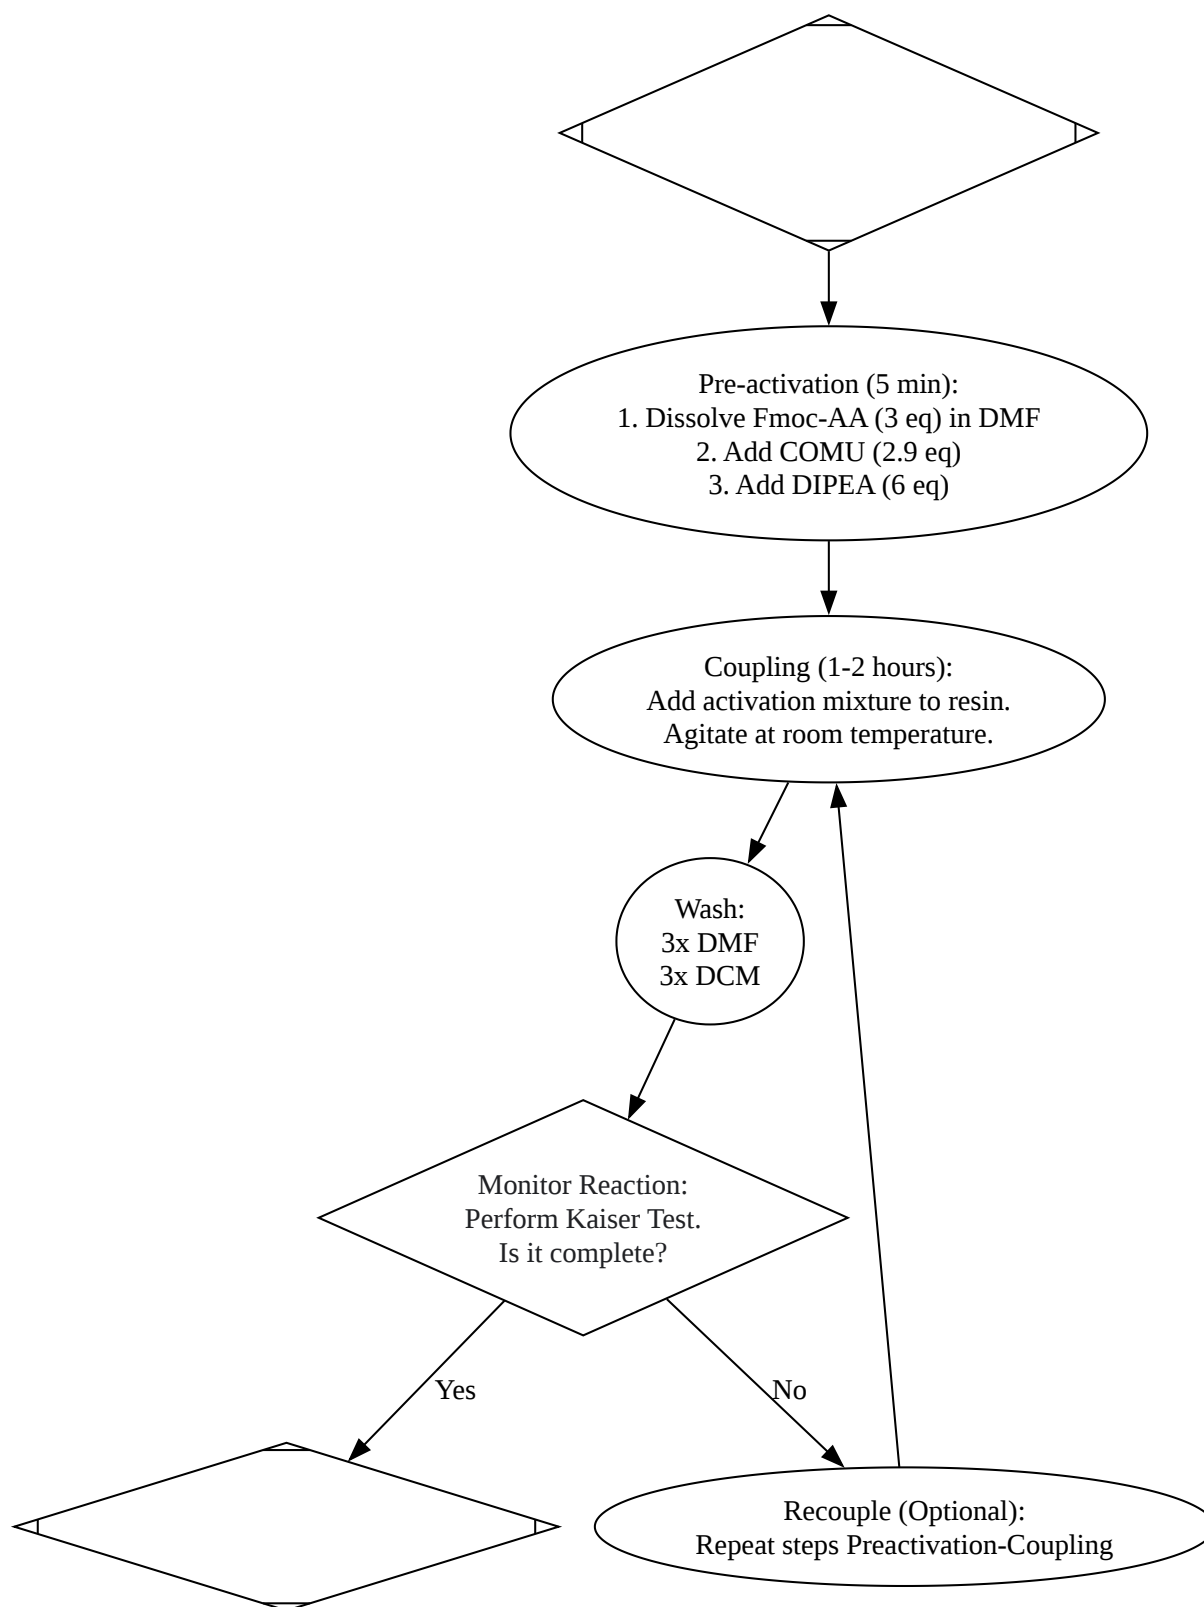 Pre-activation (5 min):
1. Dissolve Fmoc-AA (3 eq) in DMF
2. Add COMU (2.9 eq)
3. Add DIPEA (6 eq)
Coupling (1-2 hours):
Add activation mixture to resin.
Agitate at room temperature.
Wash:
3x DMF
3x DCM
Monitor Reaction:
Perform Kaiser Test.
Is it complete?
Yes
No
Recouple (Optional):
Repeat steps Preactivation-Coupling